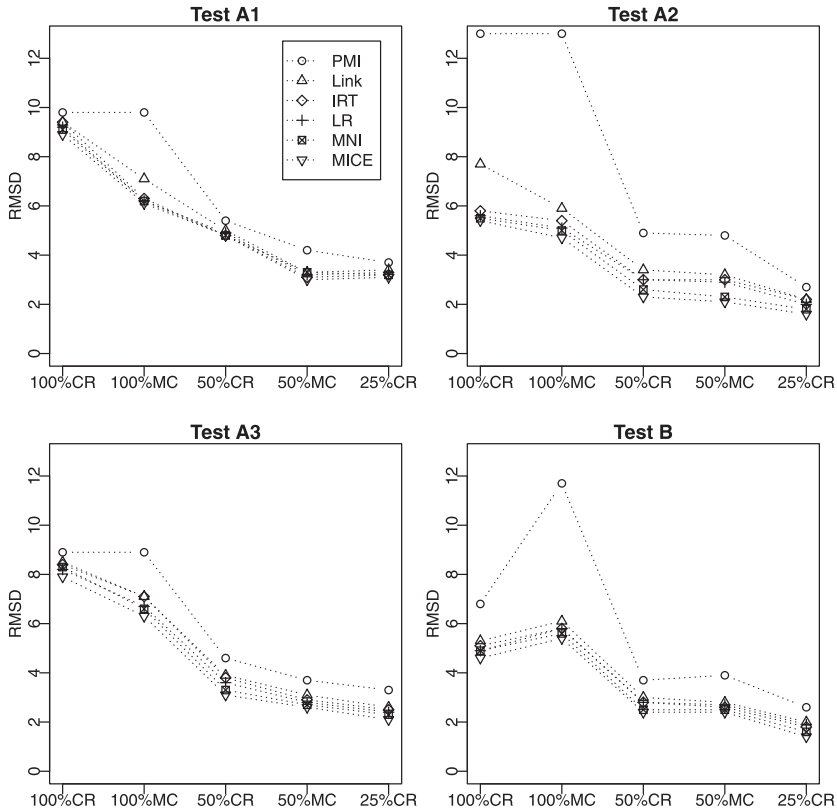 Test A1
RMSD
0
2
4
6
8
10
12
PMI
Link
IRT
LR
MNI
MICE
100%CR
100%MC
50%CR
50%MC
25%CR
Test A2
RMSD
0
2
4
6
8
10
12
100%CR
100%MC
50%CR
50%MC
25%CR
Test A3
RMSD
0
2
4
6
8
10
12
100%CR
100%MC
50%CR
50%MC
25%CR
Test B
RMSD
0
2
4
6
8
10
12
100%CR
100%MC
50%CR
50%MC
25%CR